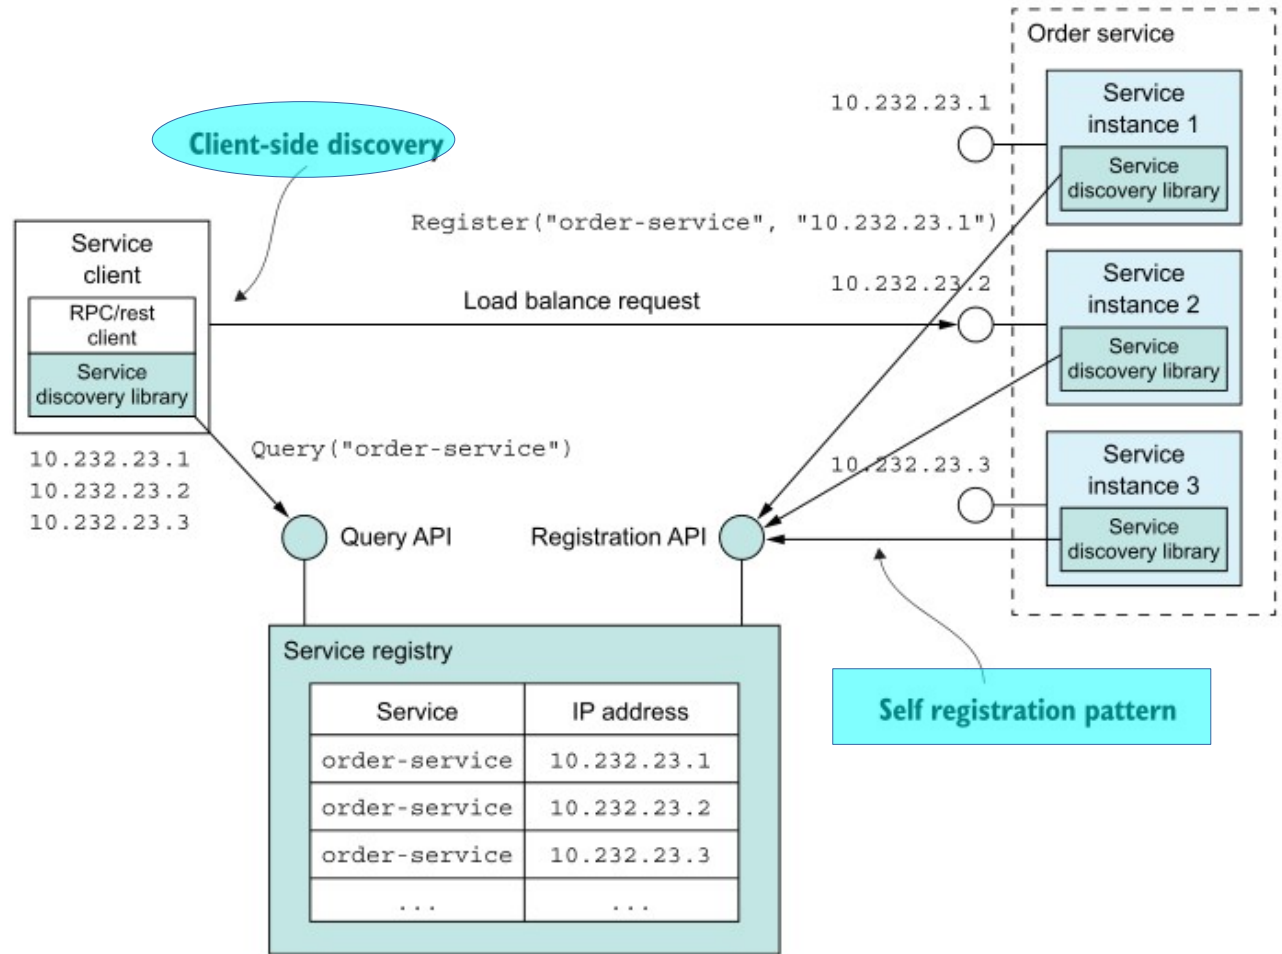 Order service
10.232.23.1
Service
instance 1
Service
discovery library
Client-side discovery
Register("order-service", "10.232.23.1")
Service
client
RPC/rest
client
Service
discovery library
10.232.23.1
10.232.23.2
10.232.23.3
Load balance request
10.232.23.2
Service
instance 2
Service
discovery library
Query("order-service")
10.232.23.3
Service
instance 3
Service
discovery library
Query API
Registration API
Self registration pattern
Service registry
Service IP address
order-service 10.232.23.1
order-service 10.232.23.2
order-service 10.232.23.3
... ...